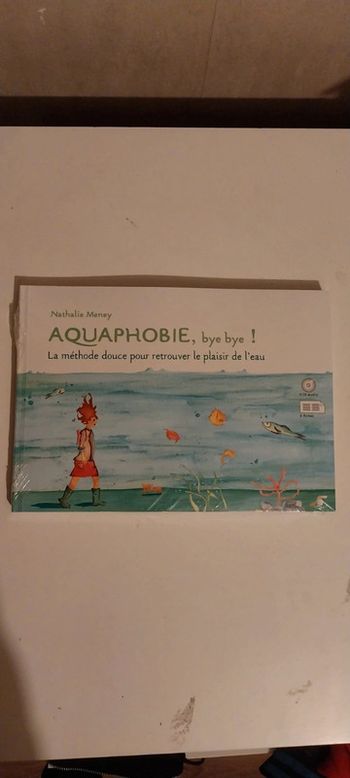 Nathalie Meney
AQUAPHOBIE, bye bye !
La méthode douce pour retrouver le plaisir de l'eau